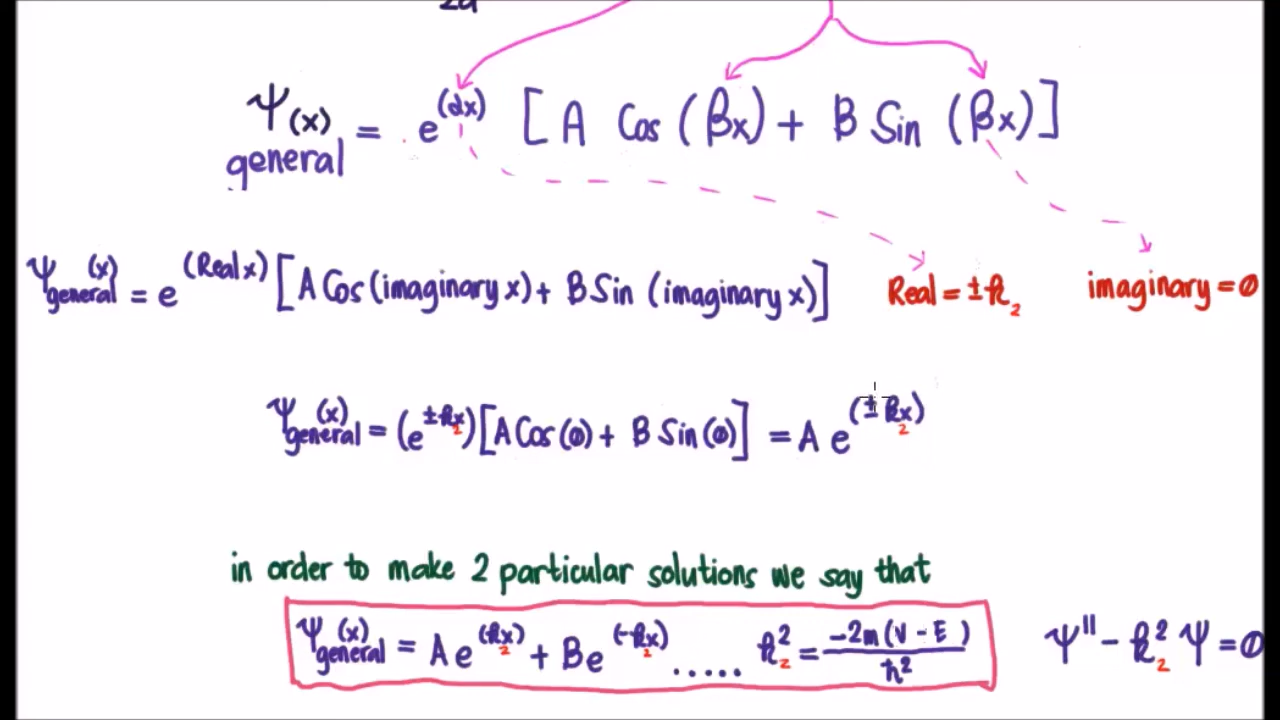 2a
Ψ(x) general = e^(αx) [A Cos (βx) + B Sin (βx)]
Ψ(x) general = e^(Real x) [A Cos (imaginary x) + B Sin (imaginary x)] Real = ±k₂ imaginary = 0
Ψ(x) general = (e^±k₂x) [A Cos (0) + B Sin (0)] = A e^(±k₂x)
in order to make 2 particular solutions we say that
Ψ(x) general = A e^(k₂x) + B e^(-k₂x) ..... k₂² = -2m(V - E) / ħ² Ψ'' - k₂² Ψ = 0